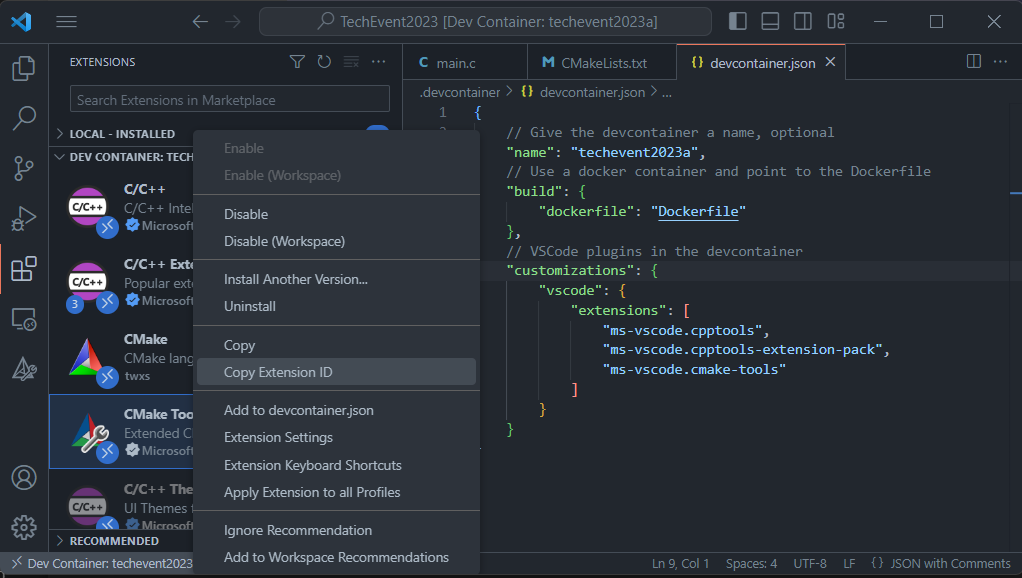 TechEvent2023 [Dev Container: techevent2023a]
EXTENSIONS
Search Extensions in Marketplace
LOCAL - INSTALLED
DEV CONTAINER: TECH
C/C++
C/C++
C/C++ Intel
Microsoft
C/C++
C/C++ Exte
Popular ext
3
Microsoft
CMake
CMake lang
twxs
CMake Too
Extended C
Microsoft
C/C++
C/C++ The
UI Themes
Microsoft
RECOMMENDED
Enable
Enable (Workspace)
Disable
Disable (Workspace)
Install Another Version...
Uninstall
Copy
Copy Extension ID
Add to devcontainer.json
Extension Settings
Extension Keyboard Shortcuts
Apply Extension to all Profiles
Ignore Recommendation
Add to Workspace Recommendations
C main.c
M CMakeLists.txt
{} devcontainer.json
.devcontainer > {} devcontainer.json > ...
1 {
// Give the devcontainer a name, optional
"name": "techevent2023a",
// Use a docker container and point to the Dockerfile
"build": {
"dockerfile": "Dockerfile"
},
// VSCode plugins in the devcontainer
"customizations": {
"vscode": {
"extensions": [
"ms-vscode.cpptools",
"ms-vscode.cpptools-extension-pack",
"ms-vscode.cmake-tools"
]
}
}
Dev Container: techevent2023
Ln 9, Col 1 Spaces: 4 UTF-8 LF {} JSON with Comments